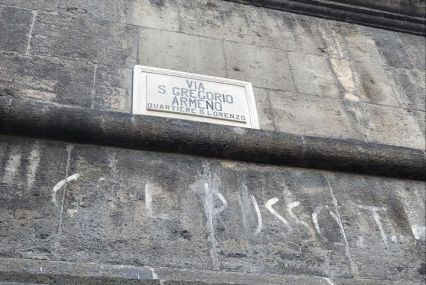 VIA
S. GREGORIO
ARMENO
QUARTIERE S. LORENZO